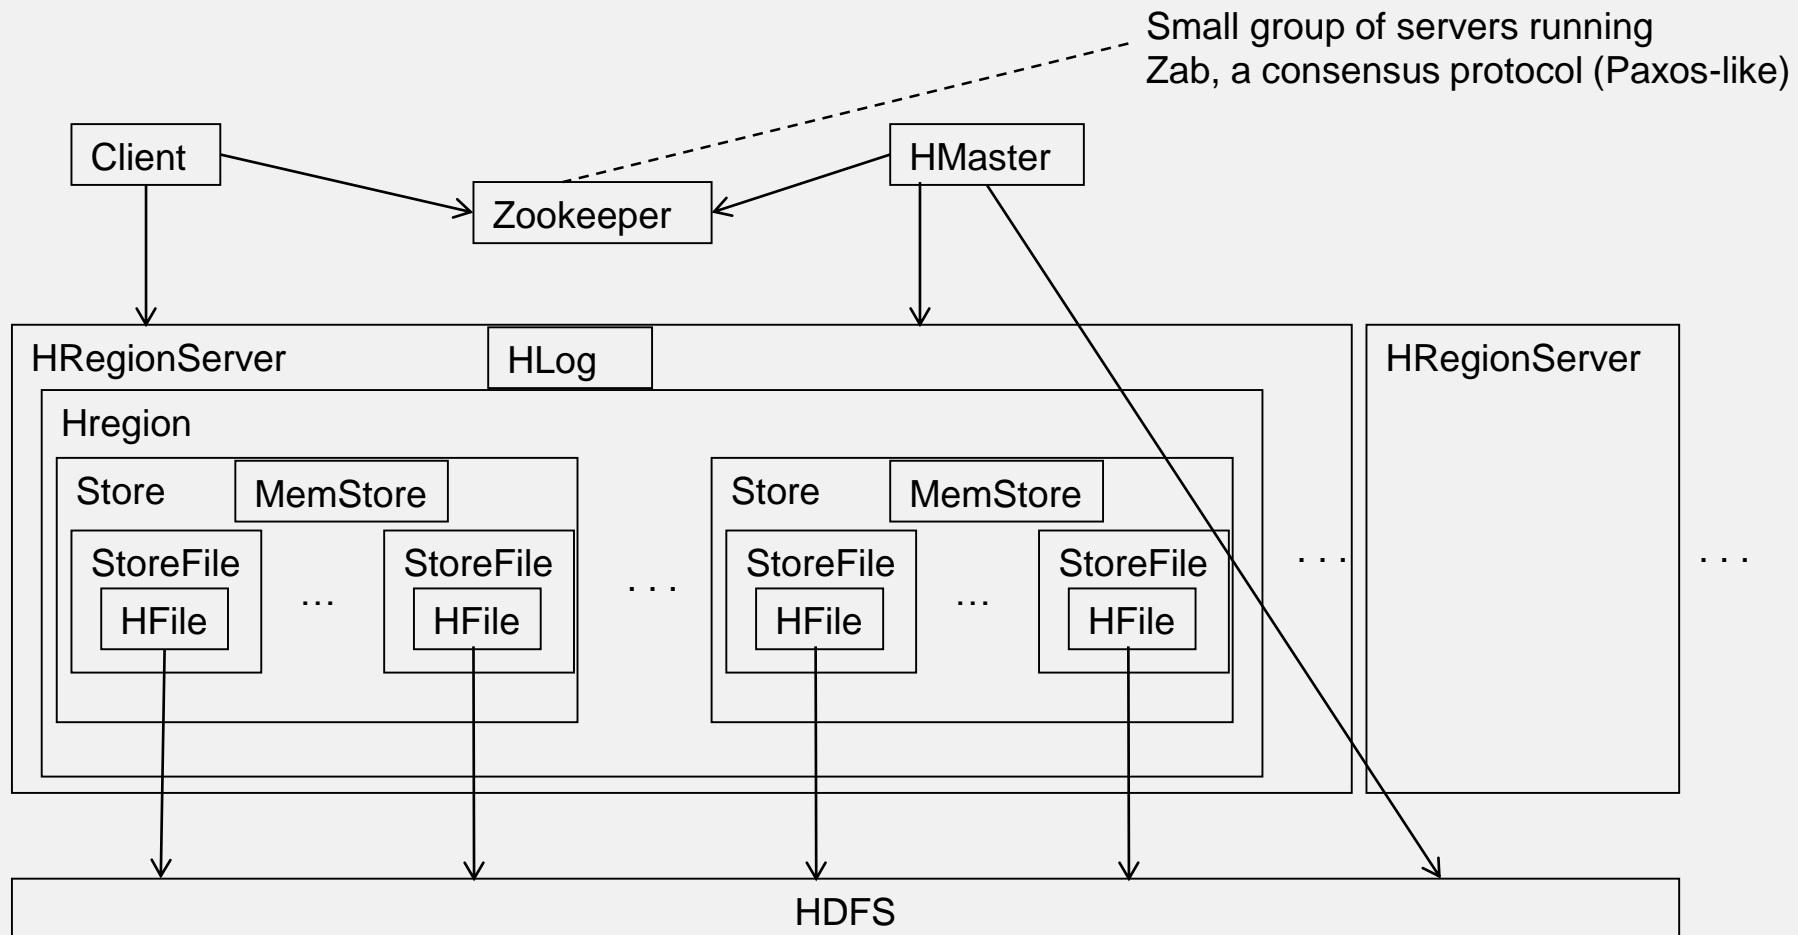 Small group of servers running
Zab, a consensus protocol (Paxos-like)
Client
HMaster
Zookeeper
HRegionServer
HLog
HRegionServer
Hregion
Store
MemStore
Store
MemStore
StoreFile
StoreFile
StoreFile
StoreFile
. . .
. . .
...
. . .
...
HFile
HFile
HFile
HFile
HDFS